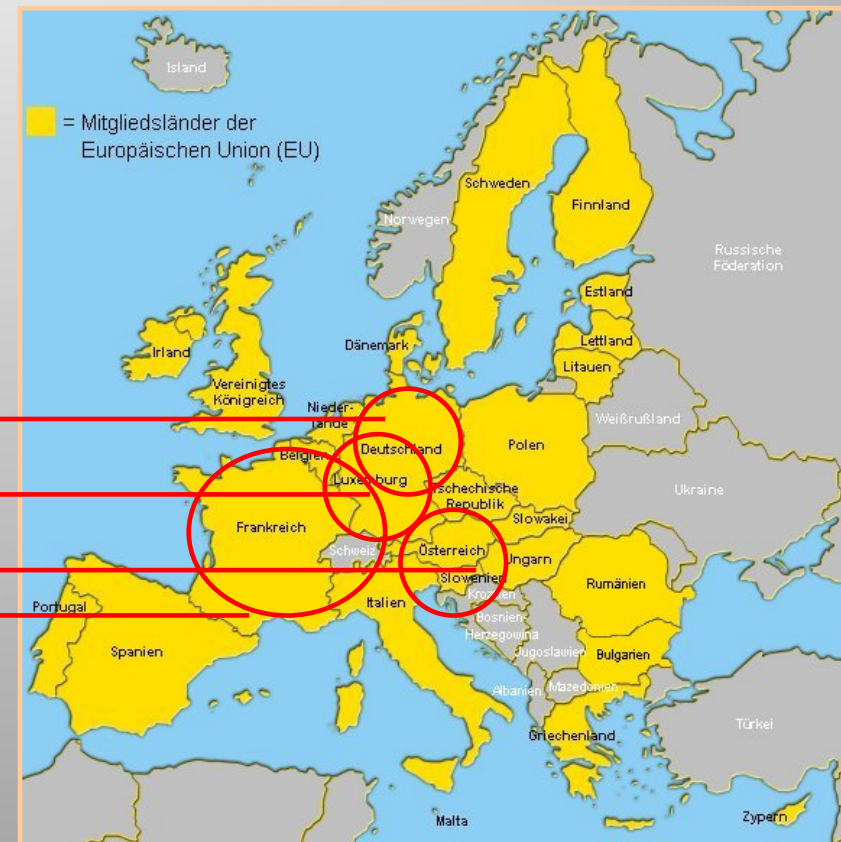 Island
= Mitgliedsländer der
Europäischen Union (EU)
Schweden
Finnland
Norwegen
Russische
Föderation
Estland
Dänemark
Lettland
Irland
Litauen
Vereinigtes
Königreich
Nieder-
lande
Weißrußland
Deutschland
Polen
Belgien
Luxemburg
Tschechische
Republik
Ukraine
Slowakei
Frankreich
Schweiz
Österreich
Ungarn
Slowenien
Rumänien
Kroatien
Portugal
Italien
Bosnien-
Herzegowina
Spanien
Jugoslawien
Bulgarien
Albanien
Mazedonien
Türkei
Griechenland
Malta
Zypern